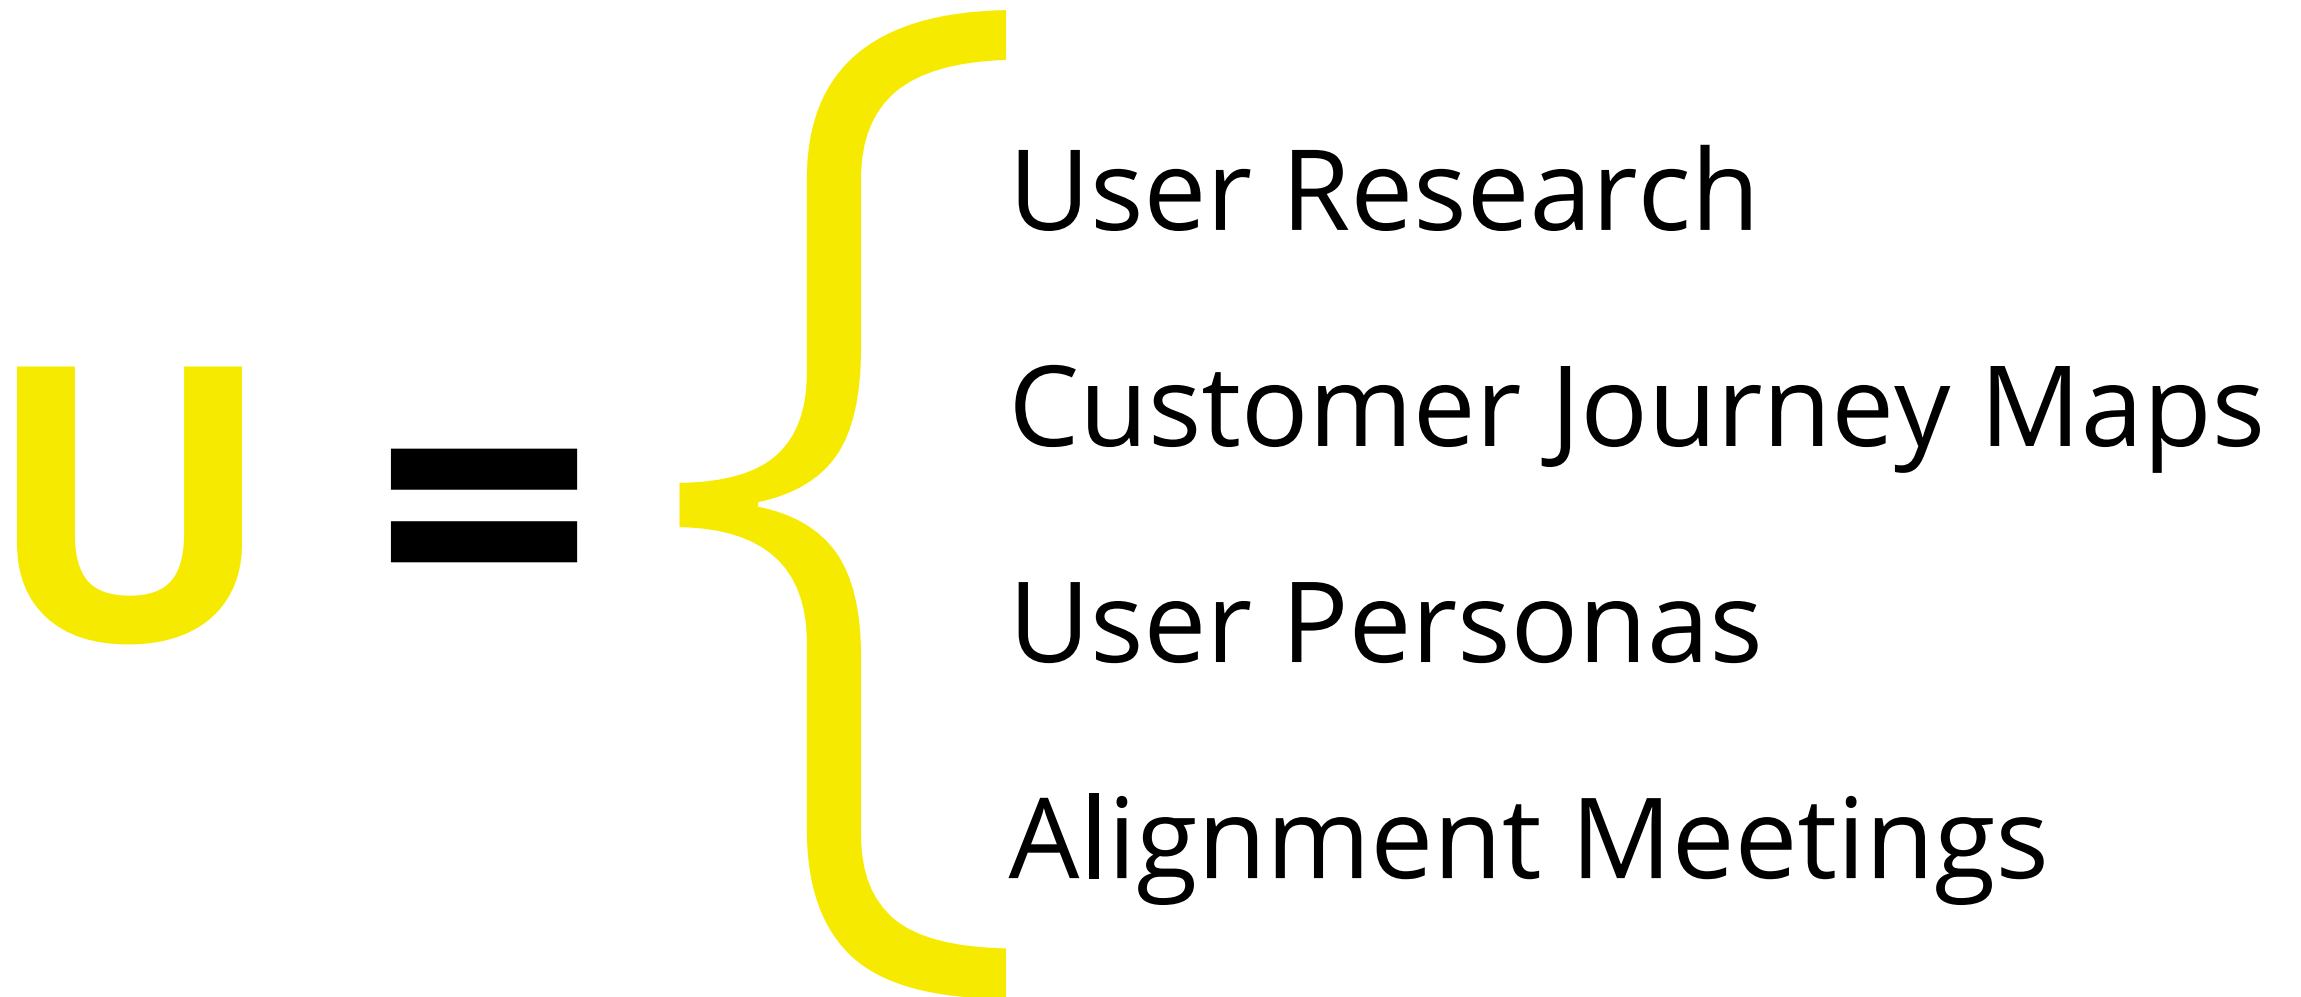 U = {
User Research
Customer Journey Maps
User Personas
Alignment Meetings